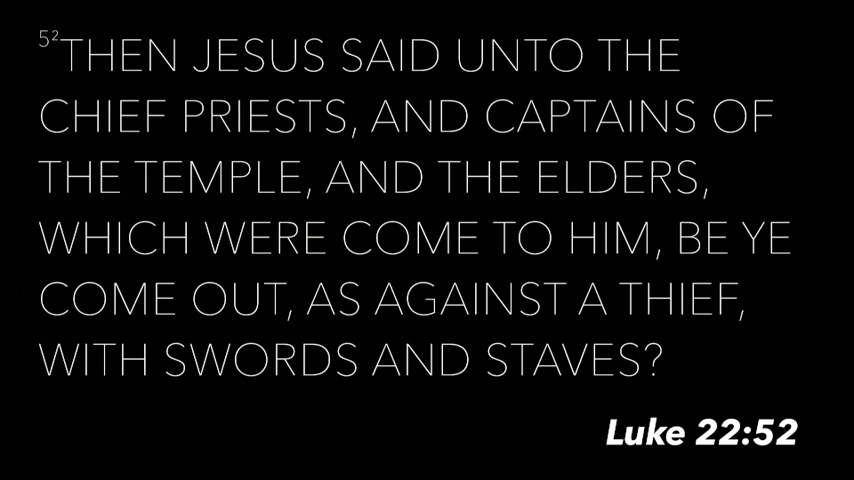 ⁵²THEN JESUS SAID UNTO THE
CHIEF PRIESTS, AND CAPTAINS OF
THE TEMPLE, AND THE ELDERS,
WHICH WERE COME TO HIM, BE YE
COME OUT, AS AGAINST A THIEF,
WITH SWORDS AND STAVES?
Luke 22:52